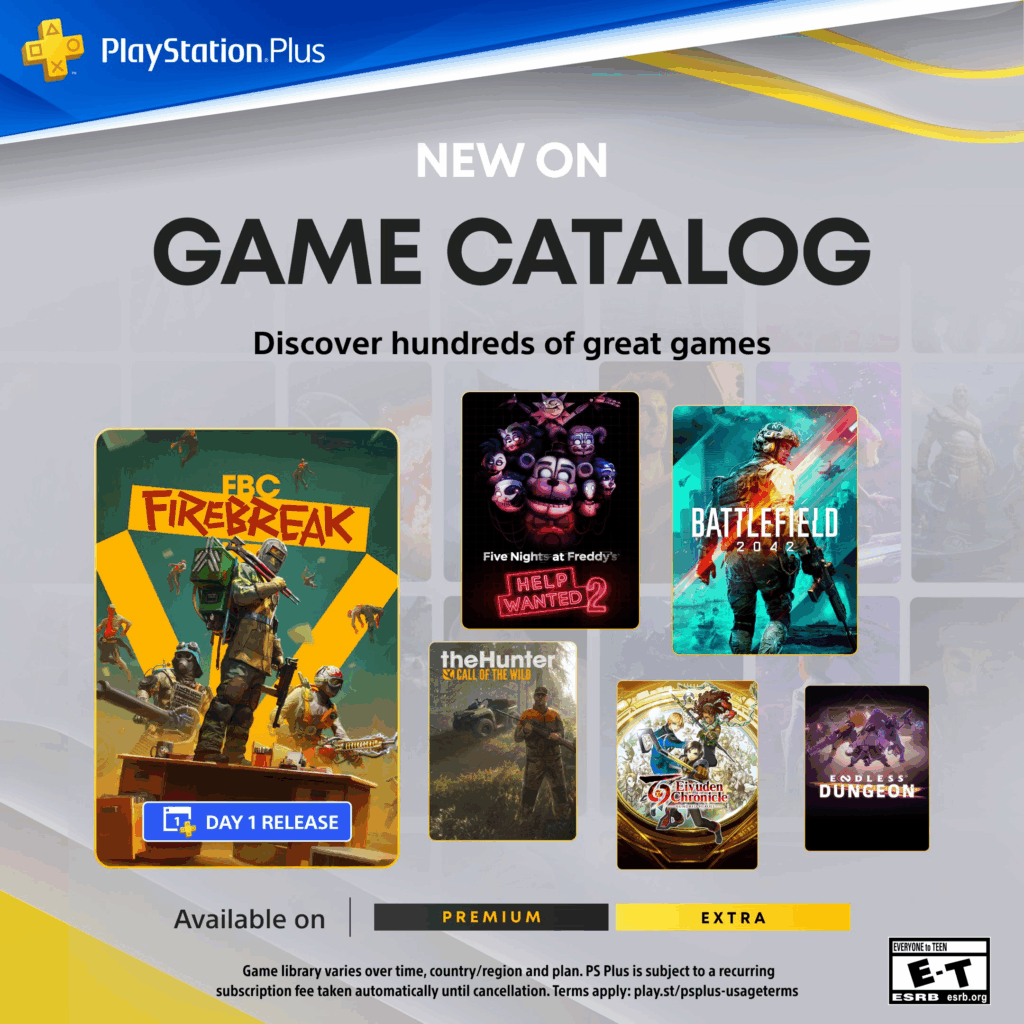 PlayStation Plus
NEW ON
GAME CATALOG
Discover hundreds of great games
FBC
FIREBREAK
1
DAY 1 RELEASE
Five Nights at Freddy's
HELP
WANTED 2
BATTLEFIELD
2042
theHunter
CALL OF THE WILD
Eiyuden
Chronicle
ENDLESS
DUNGEON
Available on
PREMIUM
EXTRA
Game library varies over time, country/region and plan. PS Plus is subject to a recurring
subscription fee taken automatically until cancellation. Terms apply: play.st/psplus-usageterms
EVERYONE to TEEN
E-T
ESRB esrb.org